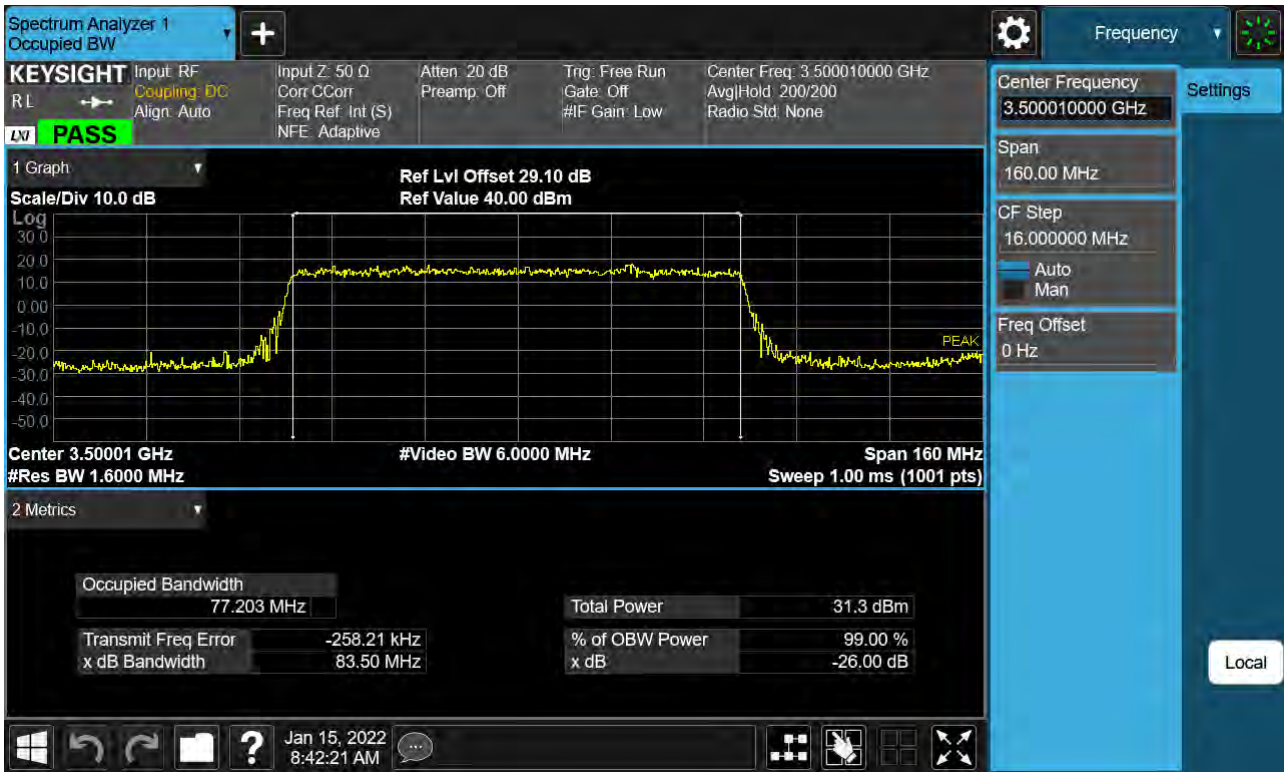 Spectrum Analyzer 1
Occupied BW
+
Frequency
KEYSIGHT
RL
LXI
PASS
Input: RF
Coupling: DC
Align: Auto
Input Z: 50 Ω
Corr CCorr
Freq Ref: Int (S)
NFE: Adaptive
Atten: 20 dB
Preamp: Off
Trig: Free Run
Gate: Off
#IF Gain: Low
Center Freq: 3.500010000 GHz
Avg|Hold: 200/200
Radio Std: None
Center Frequency
3.500010000 GHz
Settings
Span
160.00 MHz
CF Step
16.000000 MHz
Auto
Man
Freq Offset
0 Hz
Local
1 Graph
Scale/Div 10.0 dB
Ref Lvl Offset 29.10 dB
Ref Value 40.00 dBm
Log
30.0
20.0
10.0
0.00
-10.0
-20.0
-30.0
-40.0
-50.0
PEAK
Center 3.50001 GHz
#Video BW 6.0000 MHz
Span 160 MHz
#Res BW 1.6000 MHz
Sweep 1.00 ms (1001 pts)
2 Metrics
Occupied Bandwidth
77.203 MHz
Total Power 31.3 dBm
Transmit Freq Error -258.21 kHz
% of OBW Power 99.00 %
x dB Bandwidth 83.50 MHz
x dB -26.00 dB
?
Jan 15, 2022
8:42:21 AM